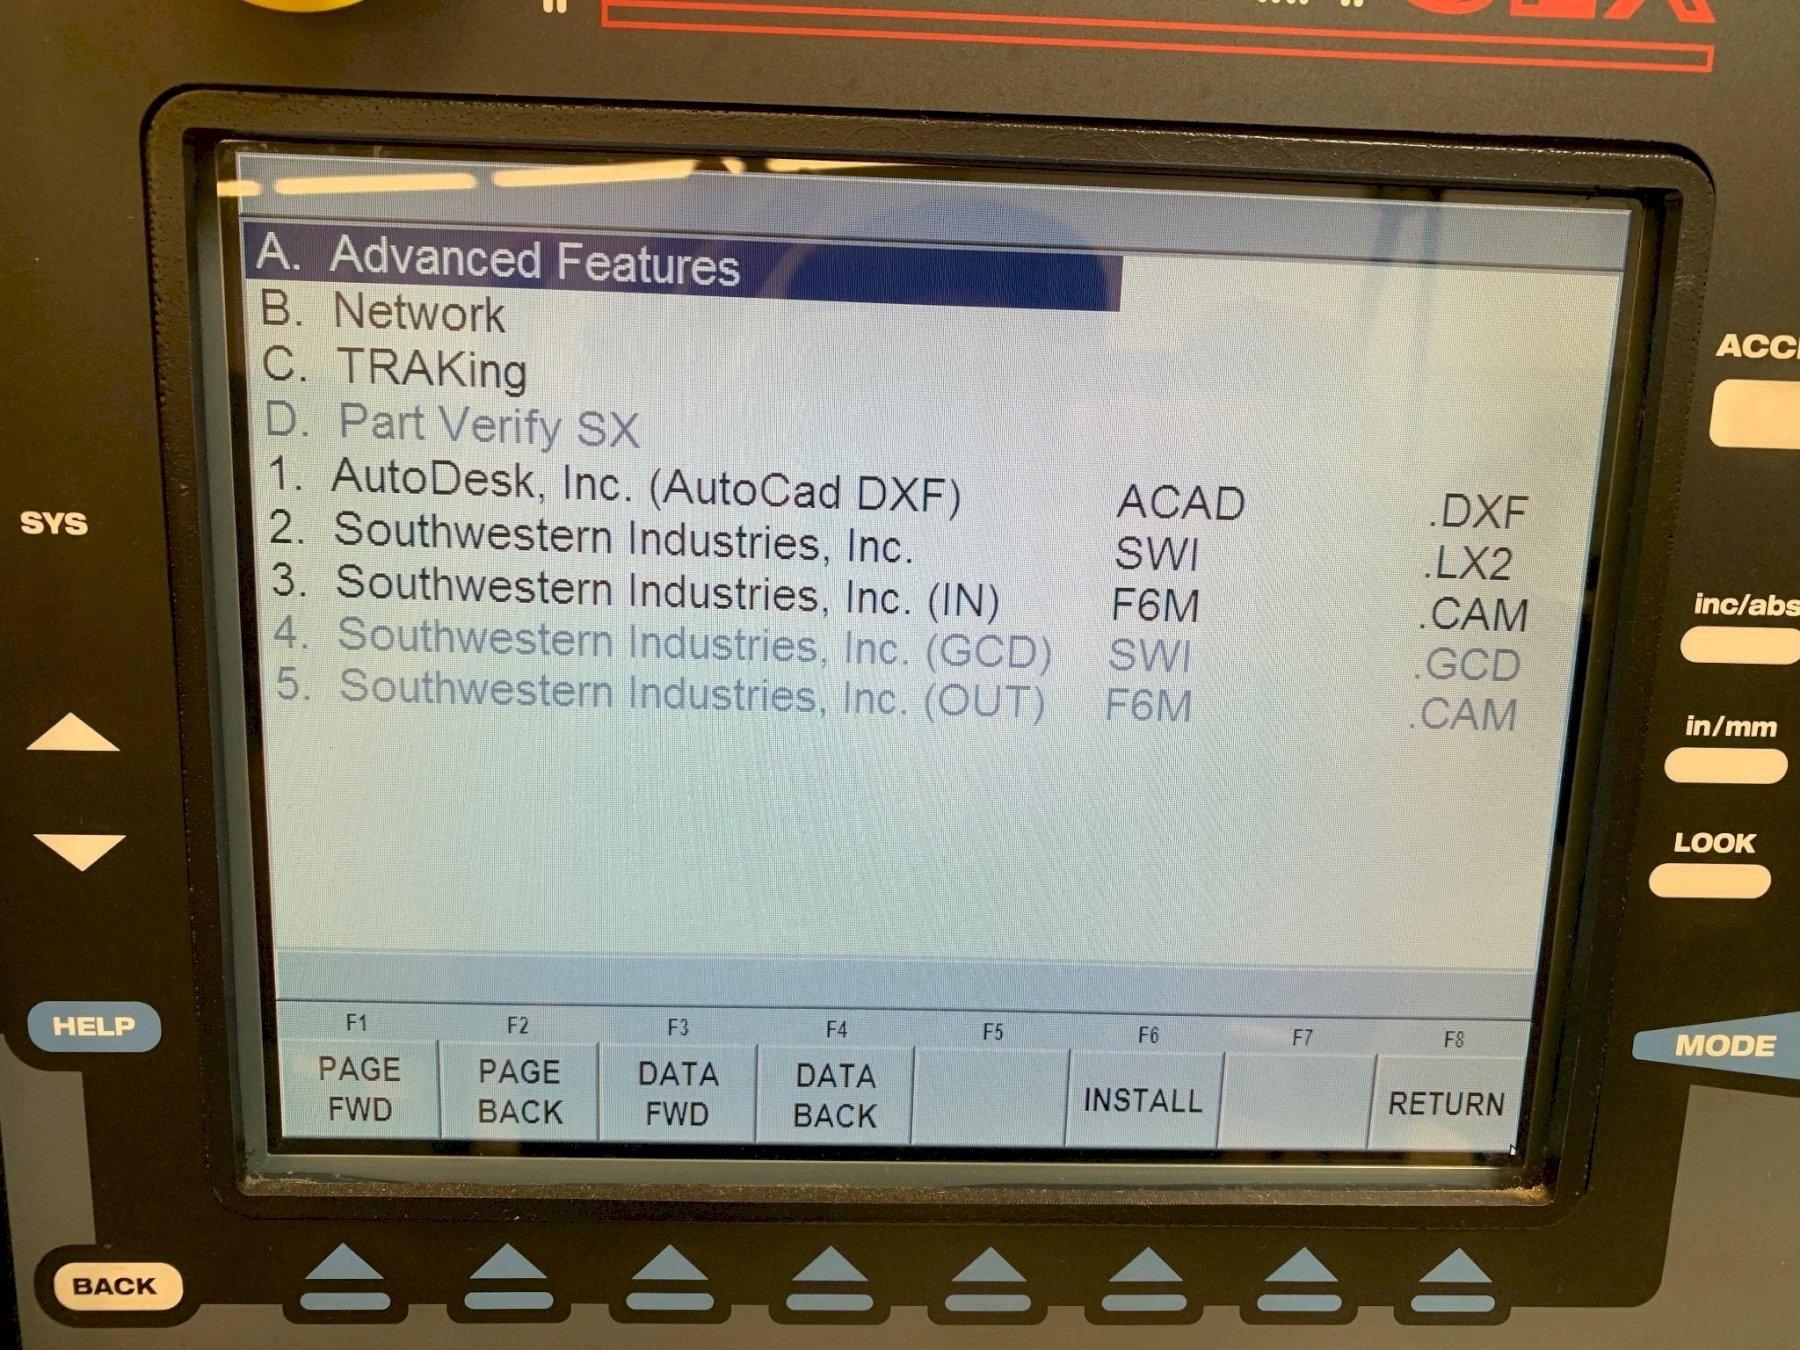 A. Advanced Features
B. Network
C. TRAKing
D. Part Verify SX
1. AutoDesk, Inc. (AutoCad DXF) ACAD .DXF
2. Southwestern Industries, Inc. SWI .LX2
3. Southwestern Industries, Inc. (IN) F6M .CAM
4. Southwestern Industries, Inc. (GCD) SWI .GCD
5. Southwestern Industries, Inc. (OUT) F6M .CAM
F1 F2 F3 F4 F5 F6 F7 F8
PAGE FWD
PAGE BACK
DATA FWD
DATA BACK
INSTALL
RETURN
SYS
HELP
BACK
inc/abs
in/mm
LOOK
MODE